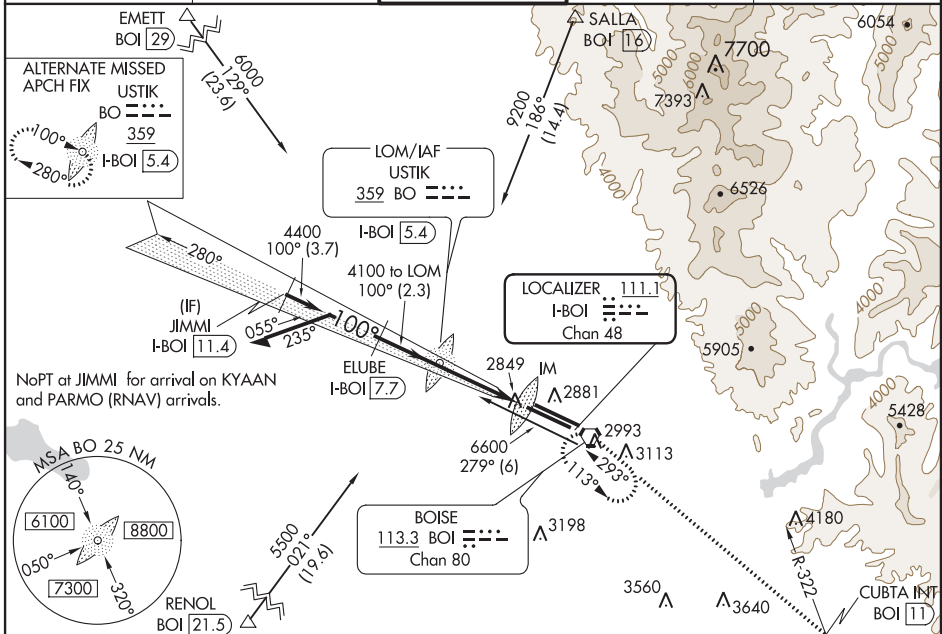 EMETT
BOI 29
6000
129°
(23.6)
SALLA
BOI 16
9200
186°
(14.4)
6054
5000
6000
7700
7393
5000
4000
6526
ALTERNATE MISSED
APCH FIX
USTIK
BO
359
I-BOI 5.4
100°
280°
LOM/IAF
USTIK
359 BO
I-BOI 5.4
280°
4400
100° (3.7)
4100 to LOM
100° (2.3)
LOCALIZER 111.1
I-BOI
Chan 48
(IF)
JIMMI
I-BOI 11.4
055°
235°
100°
ELUBE
I-BOI 7.7
2849
IM
2881
5000
5905
4000
4000
5428
NoPT at JIMMI for arrival on KYAAN
and PARMO (RNAV) arrivals.
6600
279° (6)
2993
3113
113°
293°
MSA BO 25 NM
140°
6100
8800
050°
7300
320°
5500
021°
(19.6)
RENOL
BOI 21.5
BOISE
113.3 BOI
Chan 80
3198
3560
3640
4180
R-322
CUBTA INT
BOI 11